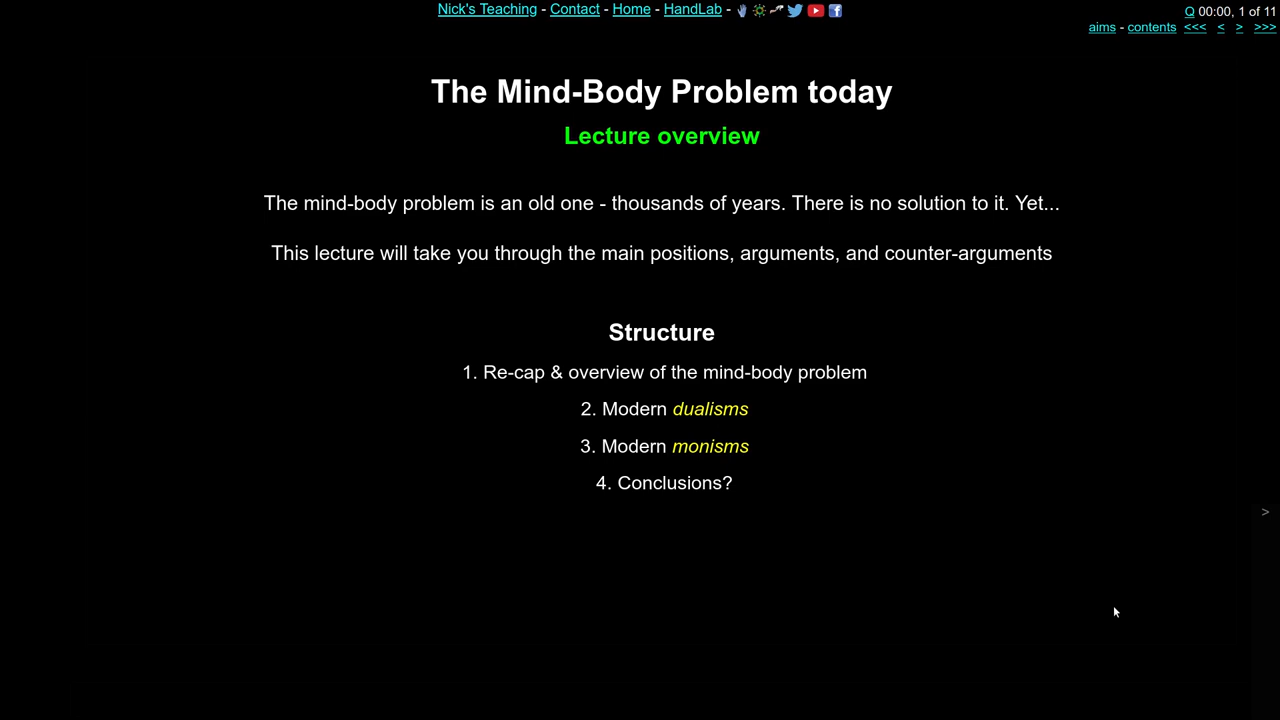 Nick's Teaching - Contact - Home - HandLab -
Q 00:00, 1 of 11
aims - contents <<< < > >>>
The Mind-Body Problem today
Lecture overview
The mind-body problem is an old one - thousands of years. There is no solution to it. Yet...
This lecture will take you through the main positions, arguments, and counter-arguments
Structure
1. Re-cap & overview of the mind-body problem
2. Modern dualisms
3. Modern monisms
4. Conclusions?
>